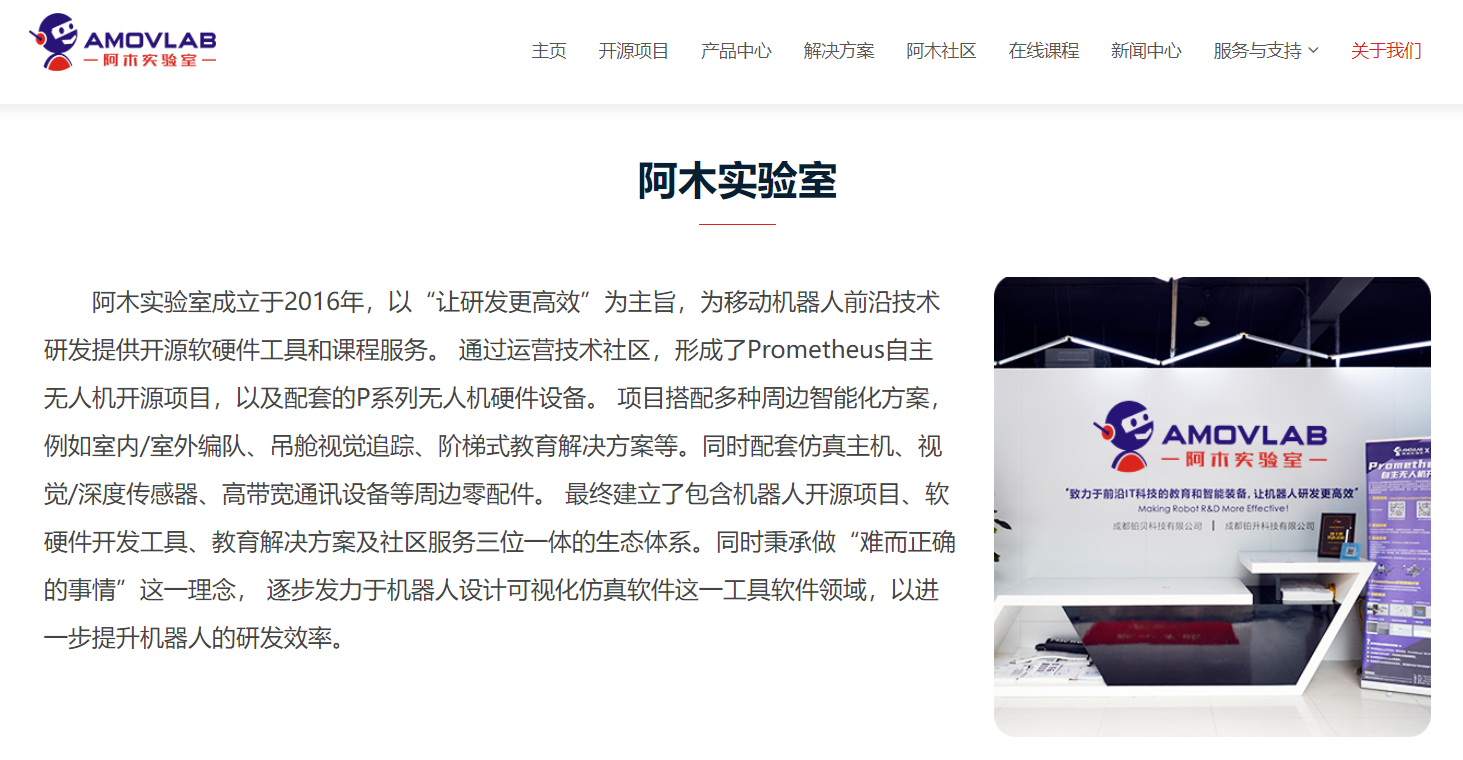 AMOVLAB
阿木实验室
主页 开源项目 产品中心 解决方案 阿木社区 在线课程 新闻中心 服务与支持 关于我们
阿木实验室
阿木实验室成立于2016年，以“让研发更高效”为主旨，为移动机器人前沿技术
研发提供开源软硬件工具和课程服务。 通过运营技术社区，形成了Prometheus自主
无人机开源项目，以及配套的P系列无人机硬件设备。 项目搭配多种周边智能化方案，
例如室内/室外编队、吊舱视觉追踪、阶梯式教育解决方案等。同时配套仿真主机、视
觉/深度传感器、高带宽通讯设备等周边零配件。 最终建立了包含机器人开源项目、软
硬件开发工具、教育解决方案及社区服务三位一体的生态体系。同时秉承做“难而正确
的事情”这一理念， 逐步发力于机器人设计可视化仿真软件这一工具软件领域，以进
一步提升机器人的研发效率。
AMOVLAB
阿木实验室
“致力于前沿IT科技的教育和智能装备，让机器人研发更高效”
Making Robot R&D More Effective!
成都铂贝科技有限公司 | 成都铂升科技有限公司
Prometh
自主无人机开